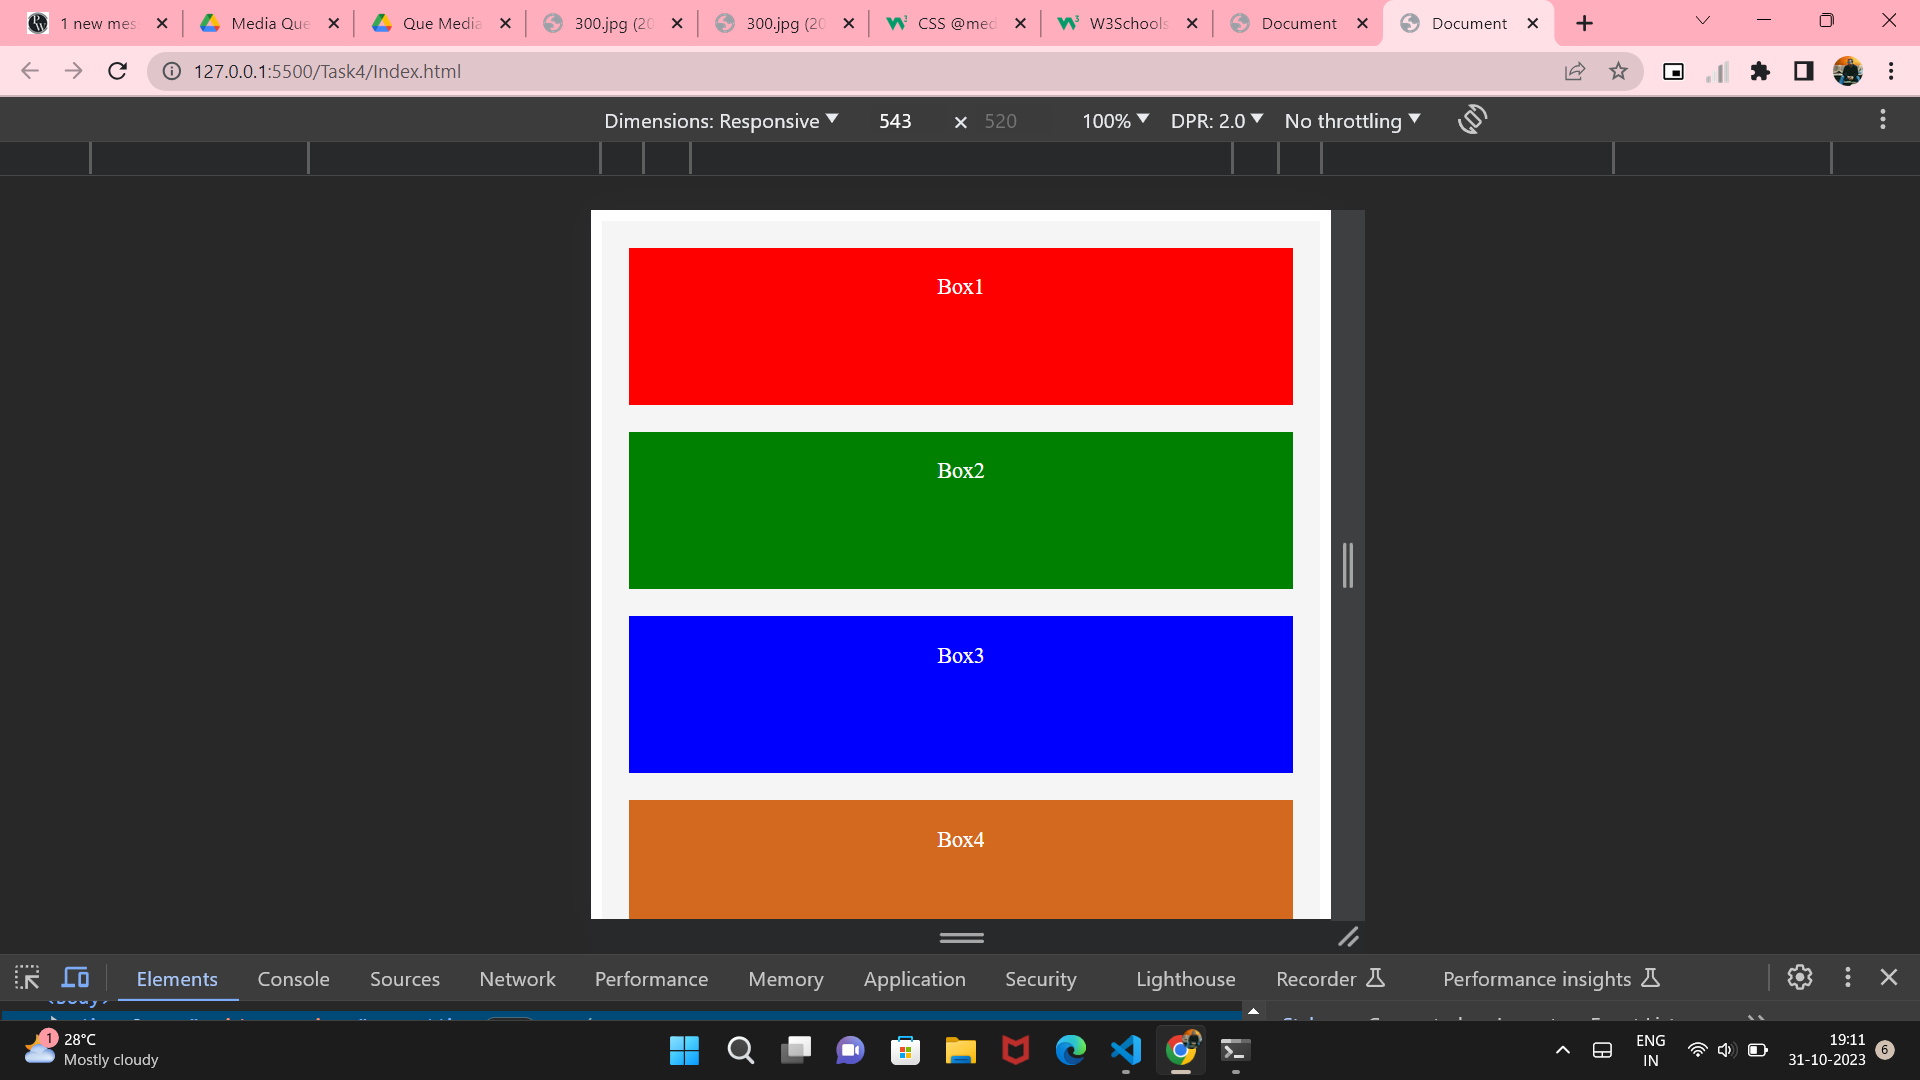 1 new mes
Media Que
Que Media
300.jpg (20
300.jpg (20
CSS @med
W3Schools
Document
Document
127.0.0.1:5500/Task4/Index.html
Dimensions: Responsive 543 × 520 100% DPR: 2.0 No throttling
Box1
Box2
Box3
Box4
Elements Console Sources Network Performance Memory Application Security Lighthouse Recorder Performance insights
1
28°C
Mostly cloudy
ENG
IN
19:11
31-10-2023
6